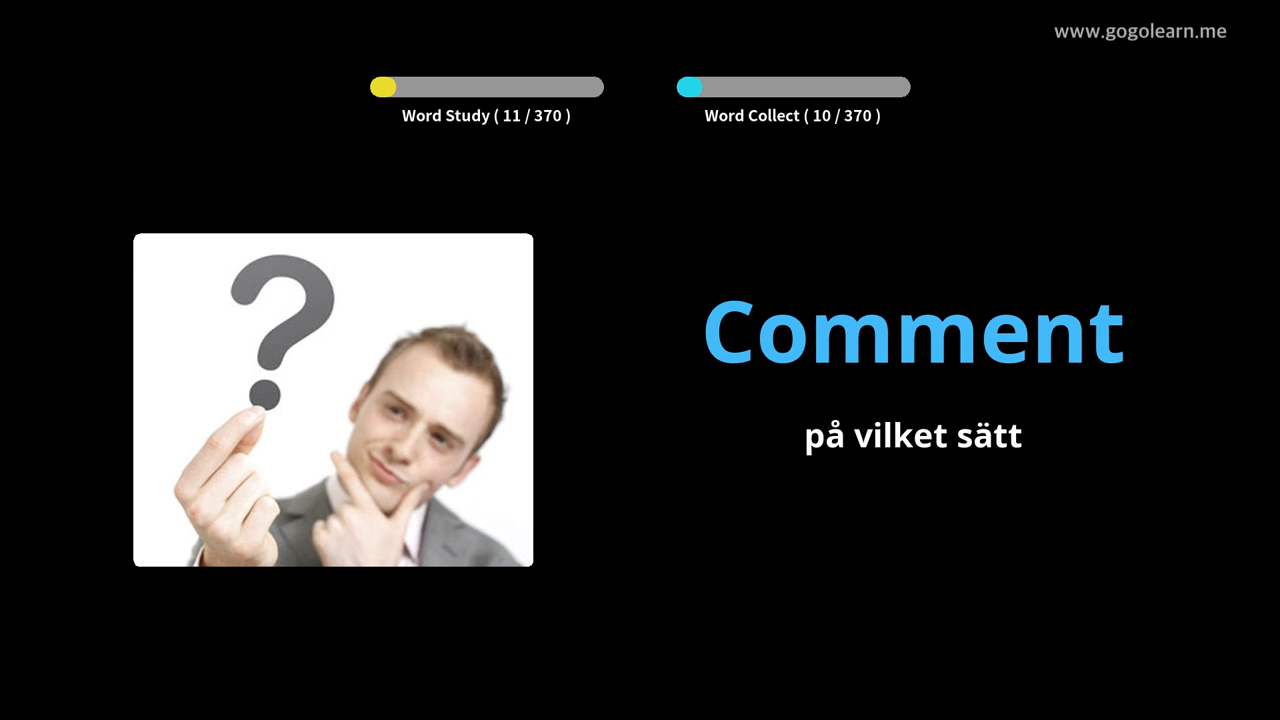 www.gogolearn.me
Word Study ( 11 / 370 )
Word Collect ( 10 / 370 )
?
Comment
på vilket sätt